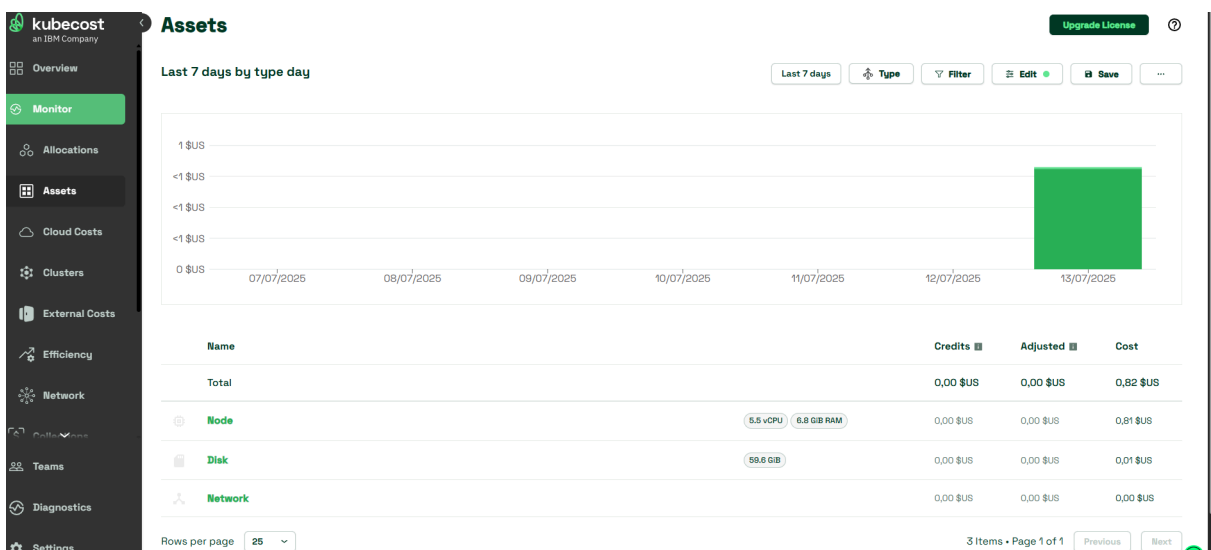 kubecost
an IBM Company
Overview
Monitor
Allocations
Assets
Cloud Costs
Clusters
External Costs
Efficiency
Network
Collections
Teams
Diagnostics
Settings
Assets
Upgrade License
Last 7 days by type day
Last 7 days
Type
Filter
Edit
Save
...
1 $US
<1 $US
<1 $US
<1 $US
0 $US
07/07/2025 08/07/2025 09/07/2025 10/07/2025 11/07/2025 12/07/2025 13/07/2025
Name Credits Adjusted Cost
Total 0,00 $US 0,00 $US 0,82 $US
Node 5.5 vCPU 6.8 GiB RAM 0,00 $US 0,00 $US 0,81 $US
Disk 59.6 GiB 0,00 $US 0,00 $US 0,01 $US
Network 0,00 $US 0,00 $US 0,00 $US
Rows per page 25 3 Items • Page 1 of 1 Previous Next